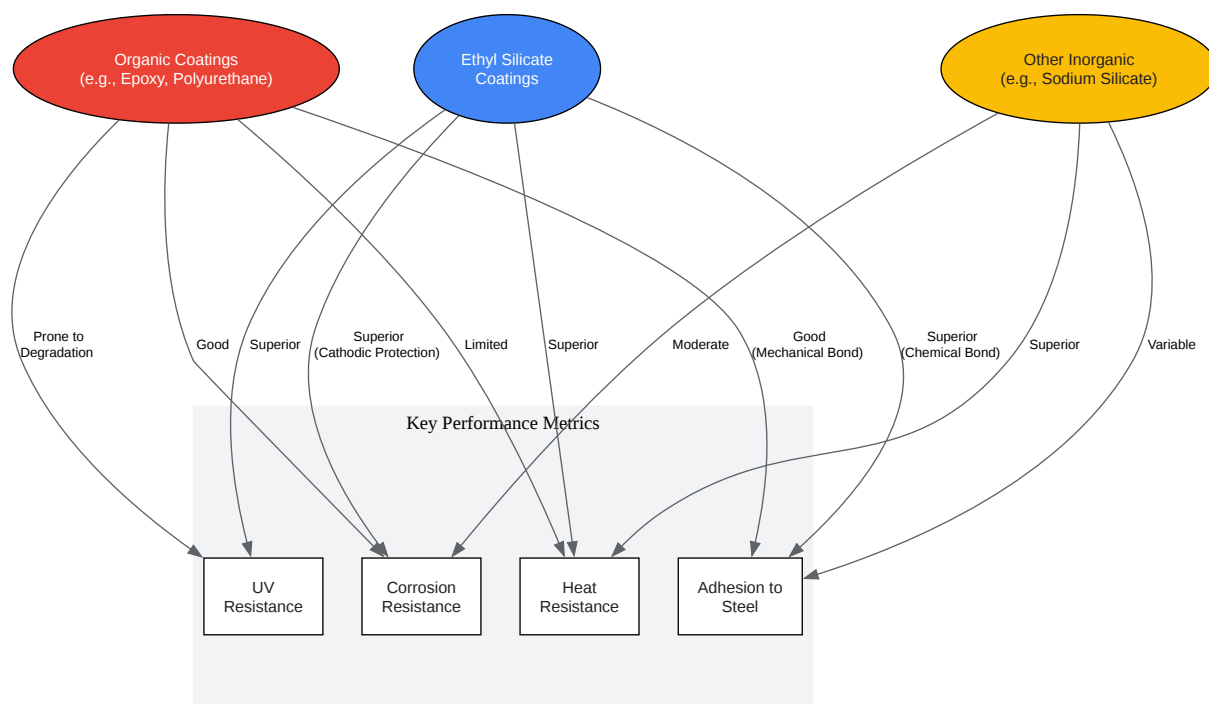 Organic Coatings
(e.g., Epoxy, Polyurethane)
Ethyl Silicate
Coatings
Other Inorganic
(e.g., Sodium Silicate)
Prone to
Degradation
Good
Superior
Superior
(Cathodic Protection)
Limited
Superior
Moderate
Good
(Mechanical Bond)
Superior
(Chemical Bond)
Superior
Variable
Key Performance Metrics
UV
Resistance
Corrosion
Resistance
Heat
Resistance
Adhesion to
Steel